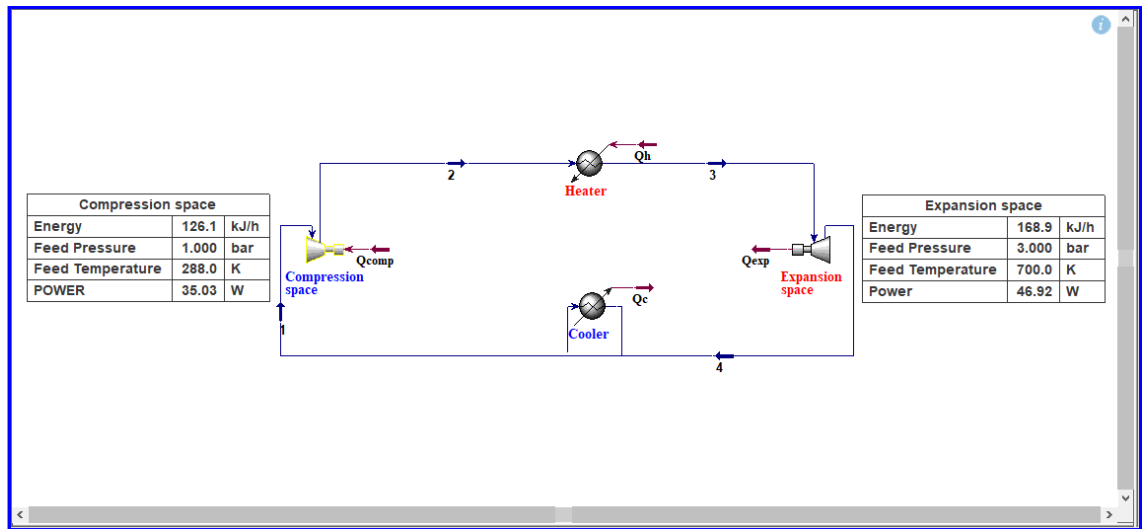 i
Qh
2
3
Heater
Compression space
Energy 126.1 kJ/h
Feed Pressure 1.000 bar
Feed Temperature 288.0 K
POWER 35.03 W
Qcomp
Compression
space
Qexp
Expansion
space
Expansion space
Energy 168.9 kJ/h
Feed Pressure 3.000 bar
Feed Temperature 700.0 K
Power 46.92 W
Qc
Cooler
1
4